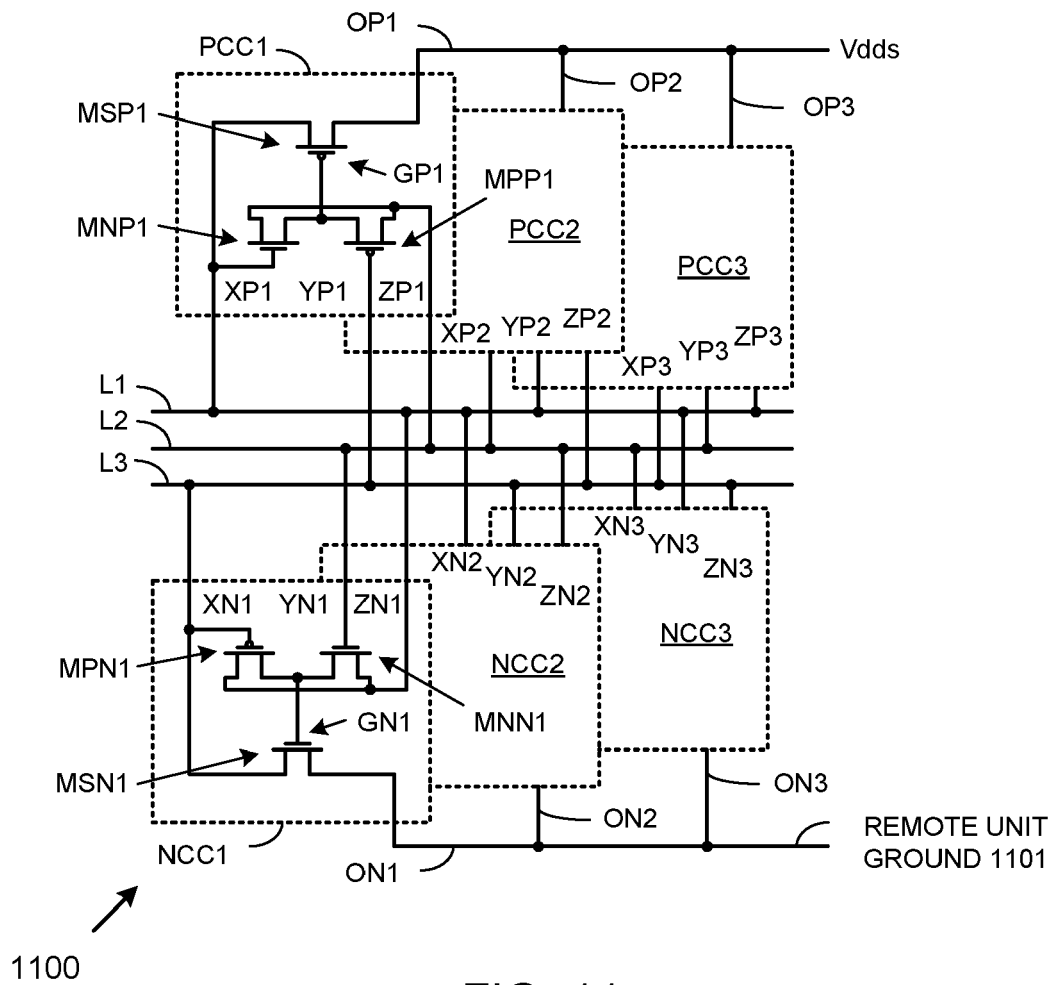 OP1
PCC1
Vdds
OP2
OP3
MSP1
GP1
MPP1
MNP1
PCC2
PCC3
XP1 YP1 ZP1
XP2 YP2 ZP2
XP3 YP3 ZP3
L1
L2
L3
XN3
YN3
ZN3
XN2
YN2
ZN2
XN1 YN1 ZN1
NCC3
NCC2
MPN1
GN1
MNN1
MSN1
ON3
ON2
NCC1
ON1
REMOTE UNIT
GROUND 1101
1100